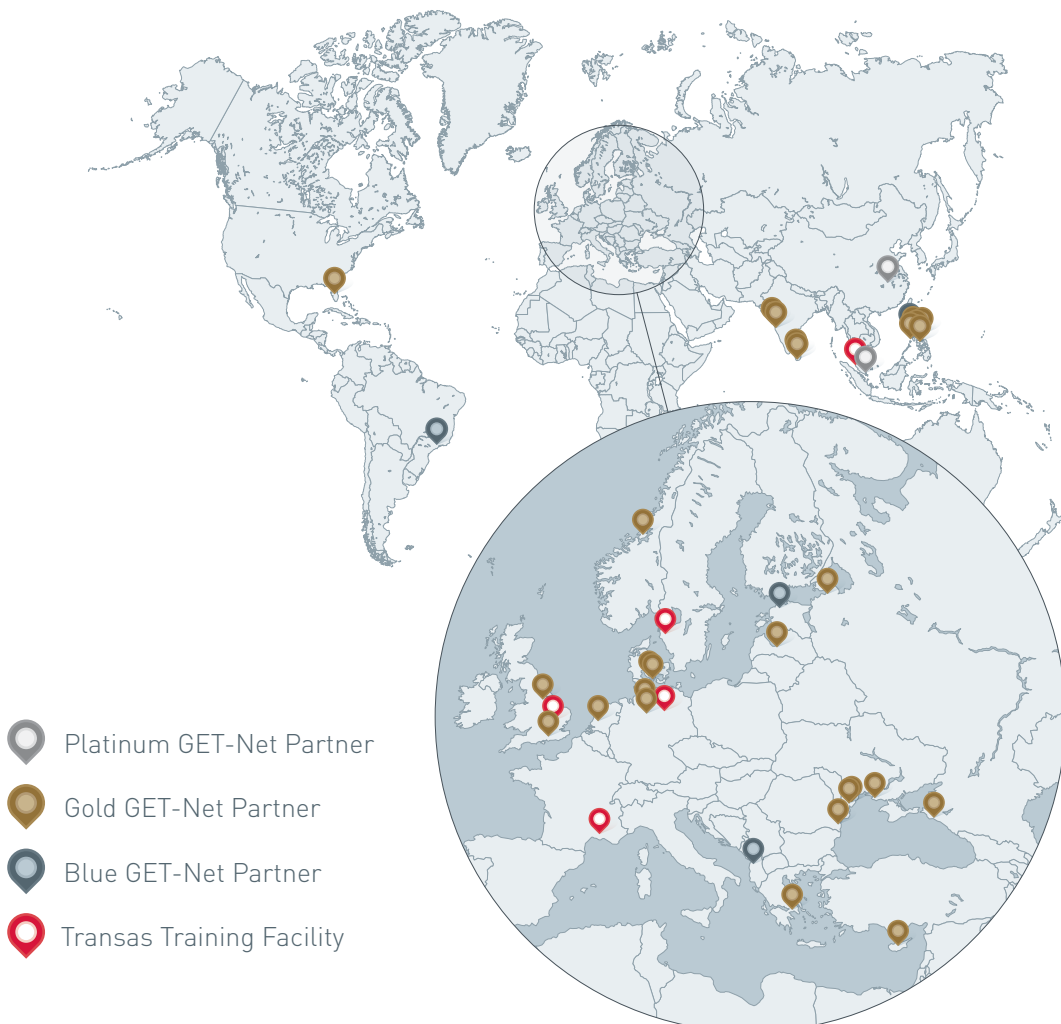 Platinum GET-Net Partner
Gold GET-Net Partner
Blue GET-Net Partner
Transas Training Facility